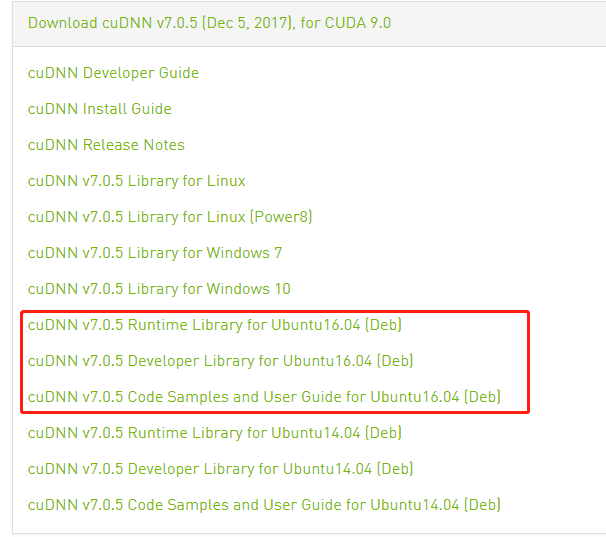 Download cuDNN v7.0.5 (Dec 5, 2017), for CUDA 9.0
cuDNN Developer Guide
cuDNN Install Guide
cuDNN Release Notes
cuDNN v7.0.5 Library for Linux
cuDNN v7.0.5 Library for Linux (Power8)
cuDNN v7.0.5 Library for Windows 7
cuDNN v7.0.5 Library for Windows 10
cuDNN v7.0.5 Runtime Library for Ubuntu16.04 (Deb)
cuDNN v7.0.5 Developer Library for Ubuntu16.04 (Deb)
cuDNN v7.0.5 Code Samples and User Guide for Ubuntu16.04 (Deb)
cuDNN v7.0.5 Runtime Library for Ubuntu14.04 (Deb)
cuDNN v7.0.5 Developer Library for Ubuntu14.04 (Deb)
cuDNN v7.0.5 Code Samples and User Guide for Ubuntu14.04 (Deb)